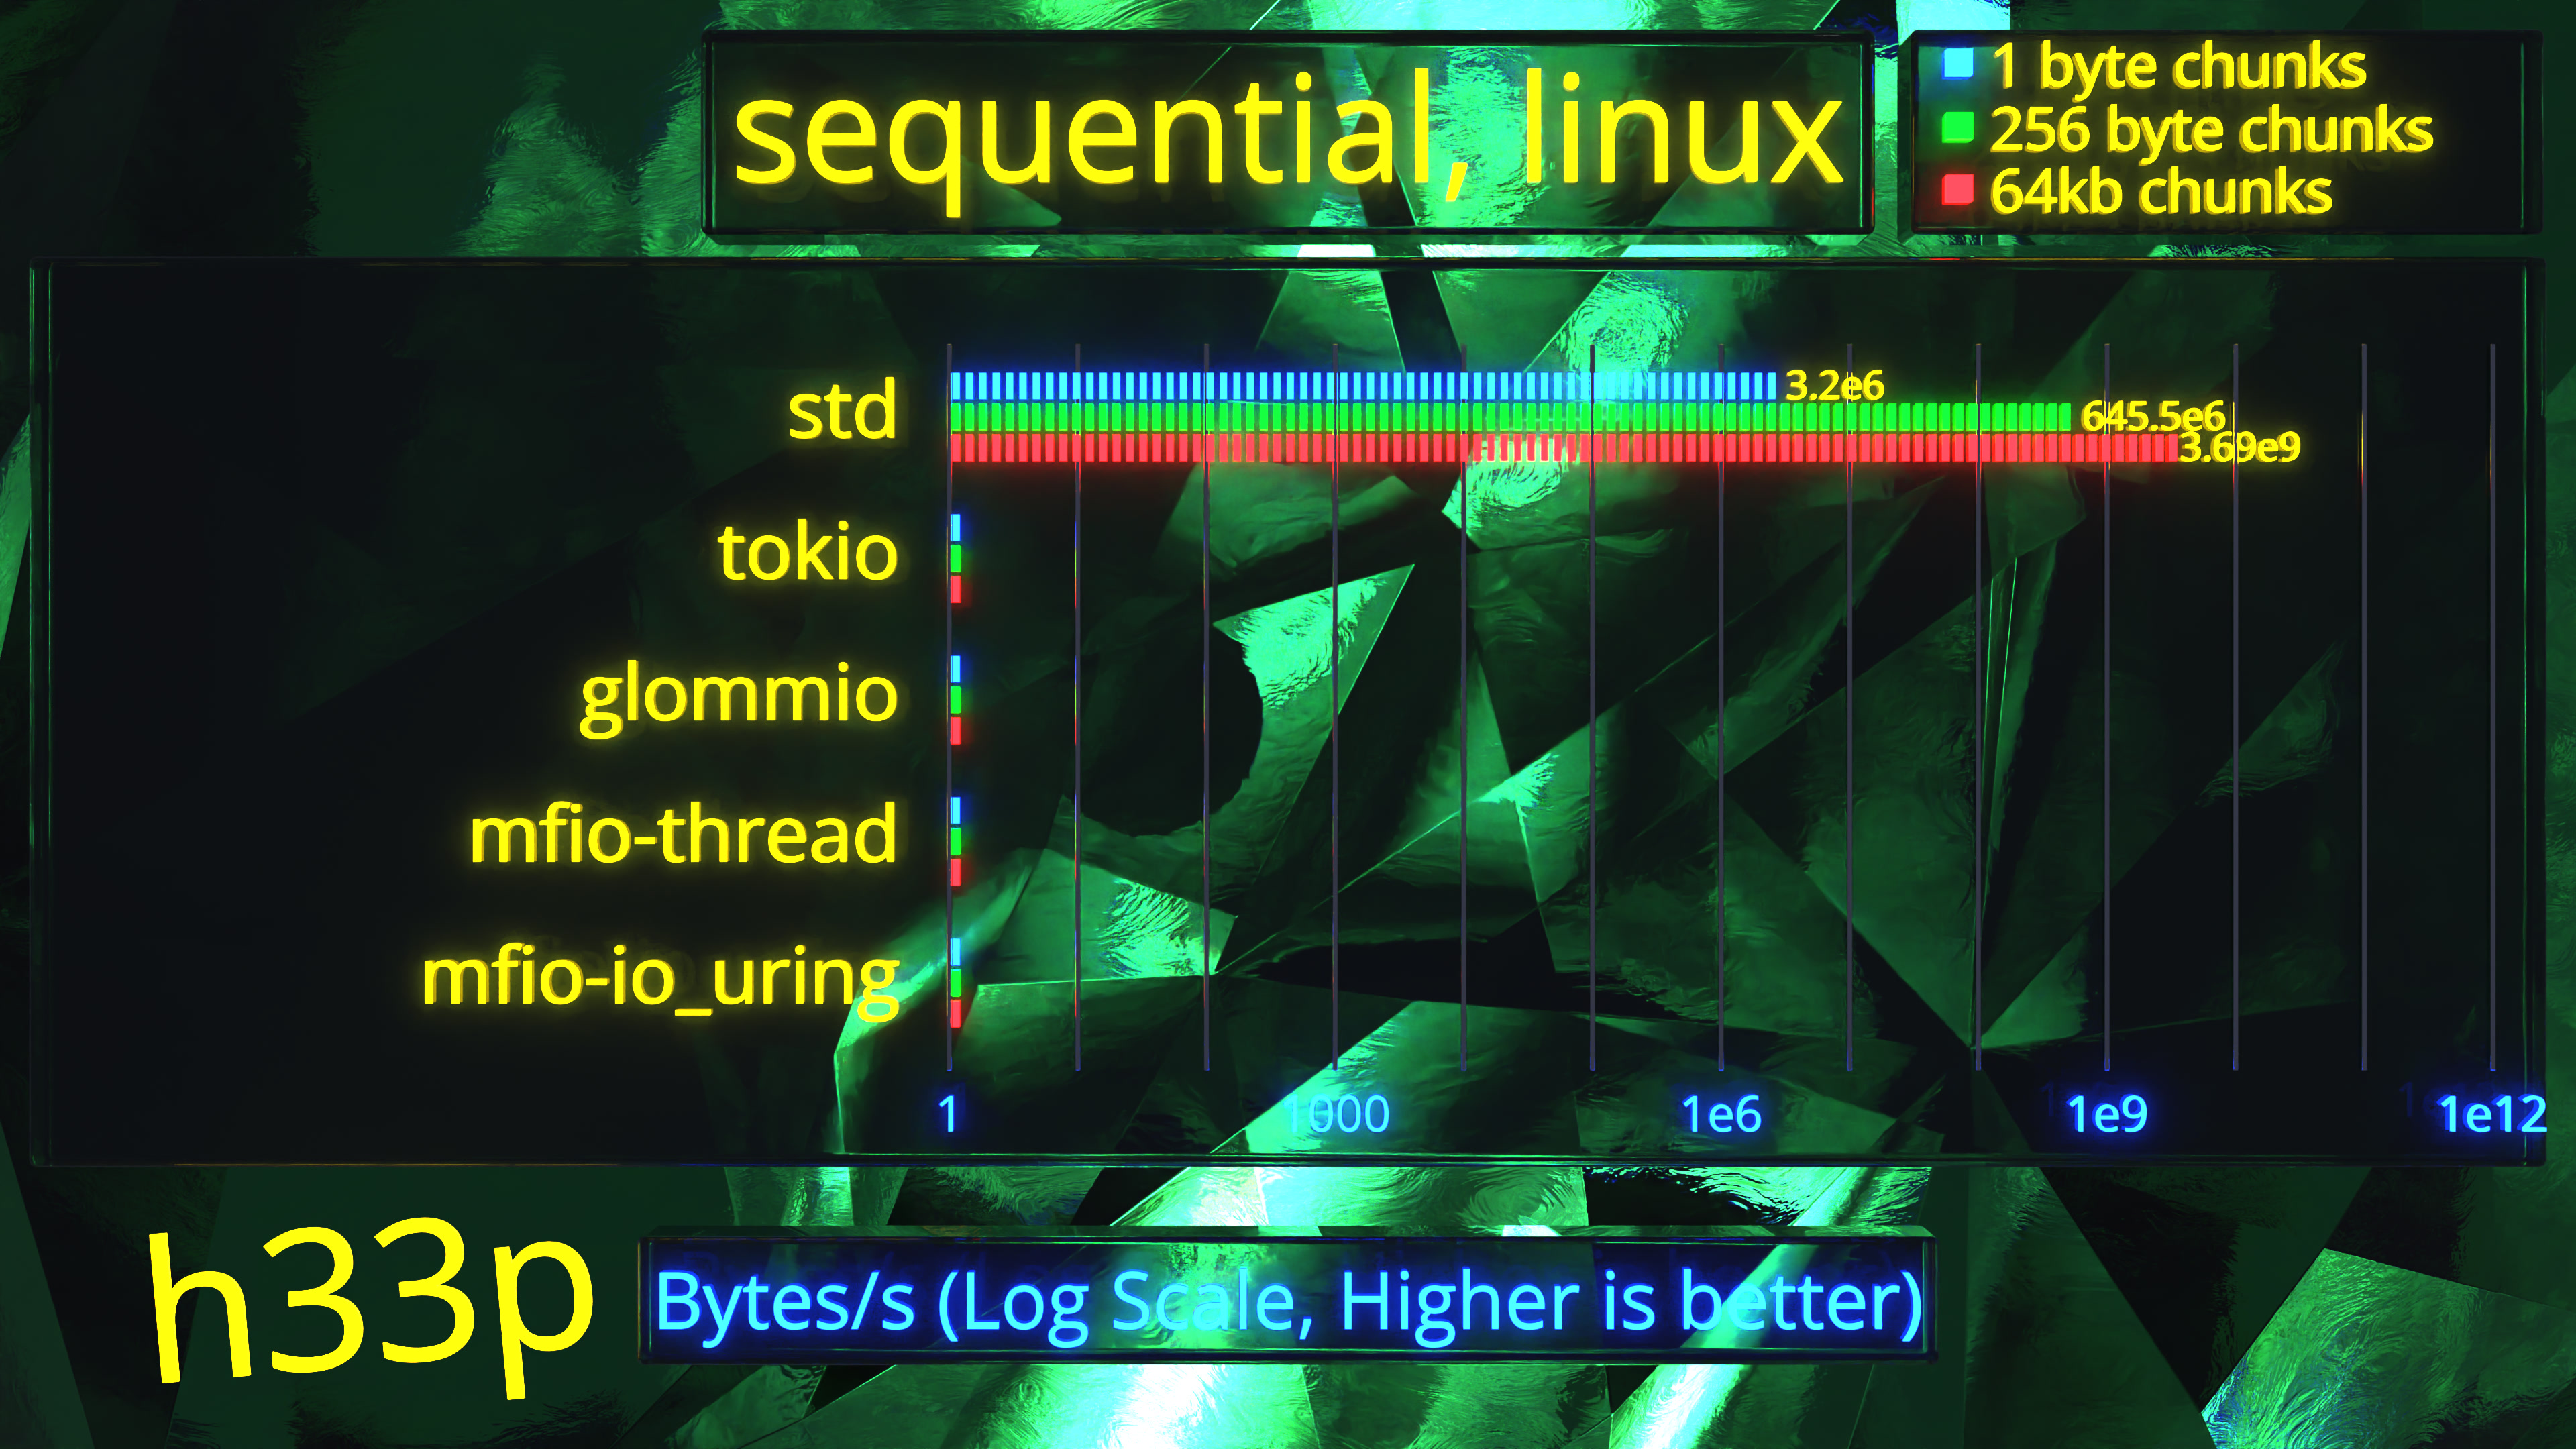 sequential, linux
1 byte chunks
256 byte chunks
64kb chunks
std
3.2e6
645.5e6
3.69e9
tokio
glommio
mfio-thread
mfio-io_uring
1 1000 1e6 1e9 1e12
h33p
Bytes/s (Log Scale, Higher is better)